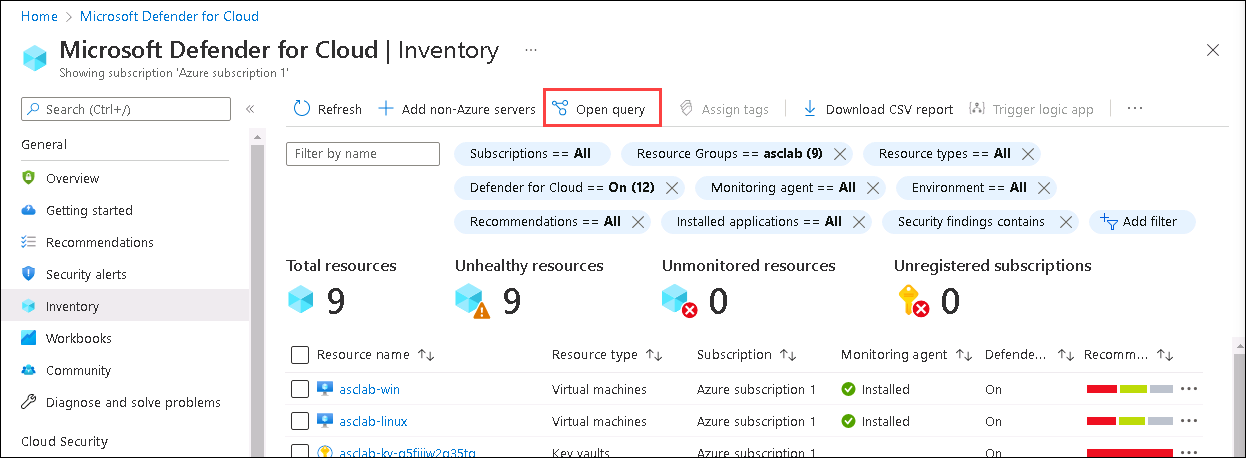 Home > Microsoft Defender for Cloud
Microsoft Defender for Cloud | Inventory ...
Showing subscription 'Azure subscription 1'
Search (Ctrl+/) «
Refresh + Add non-Azure servers Open query Assign tags Download CSV report Trigger logic app ...
General
Overview
Getting started
Recommendations
Security alerts
Inventory
Workbooks
Community
Diagnose and solve problems
Cloud Security
Filter by name Subscriptions == All Resource Groups == asclab (9) Resource types == All
Defender for Cloud == On (12) Monitoring agent == All Environment == All
Recommendations == All Installed applications == All Security findings contains Add filter
Total resources Unhealthy resources Unmonitored resources Unregistered subscriptions
9 9 0 0
Resource name Resource type Subscription Monitoring agent Defende... Recomm...
asclab-win Virtual machines Azure subscription 1 Installed On ...
asclab-linux Virtual machines Azure subscription 1 Installed On ...
Key vaults Azure subscription 1 On ...